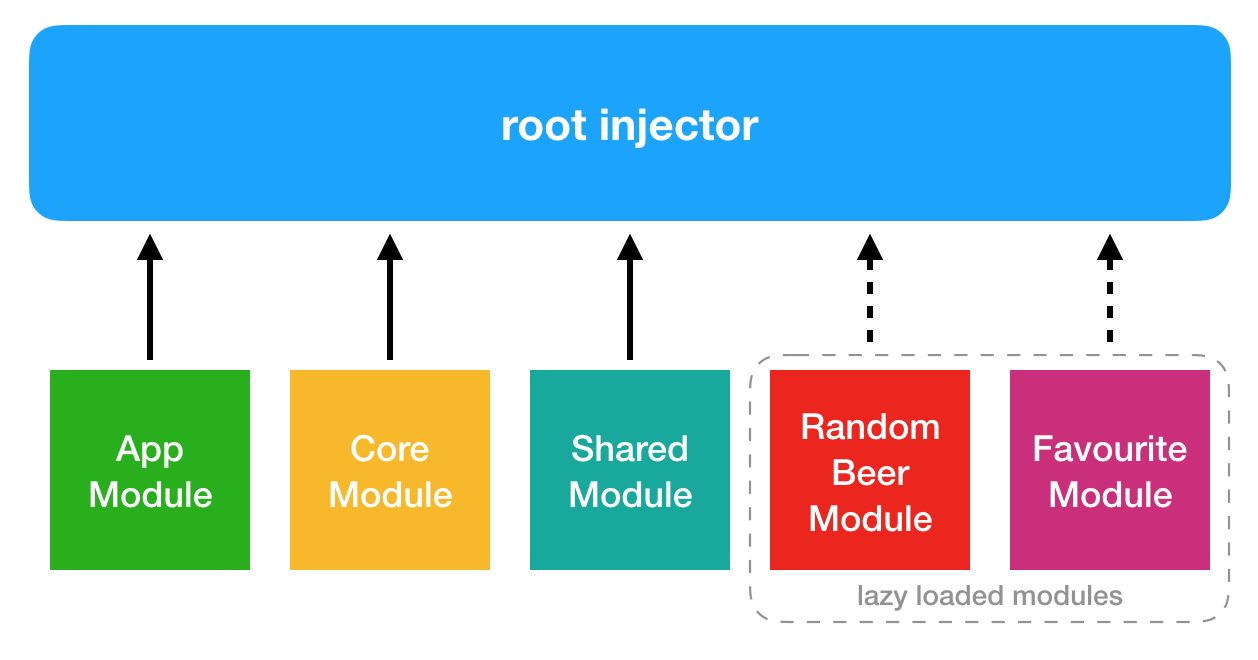 root injector
App
Module
Core
Module
Shared
Module
Random
Beer
Module
Favourite
Module
lazy loaded modules